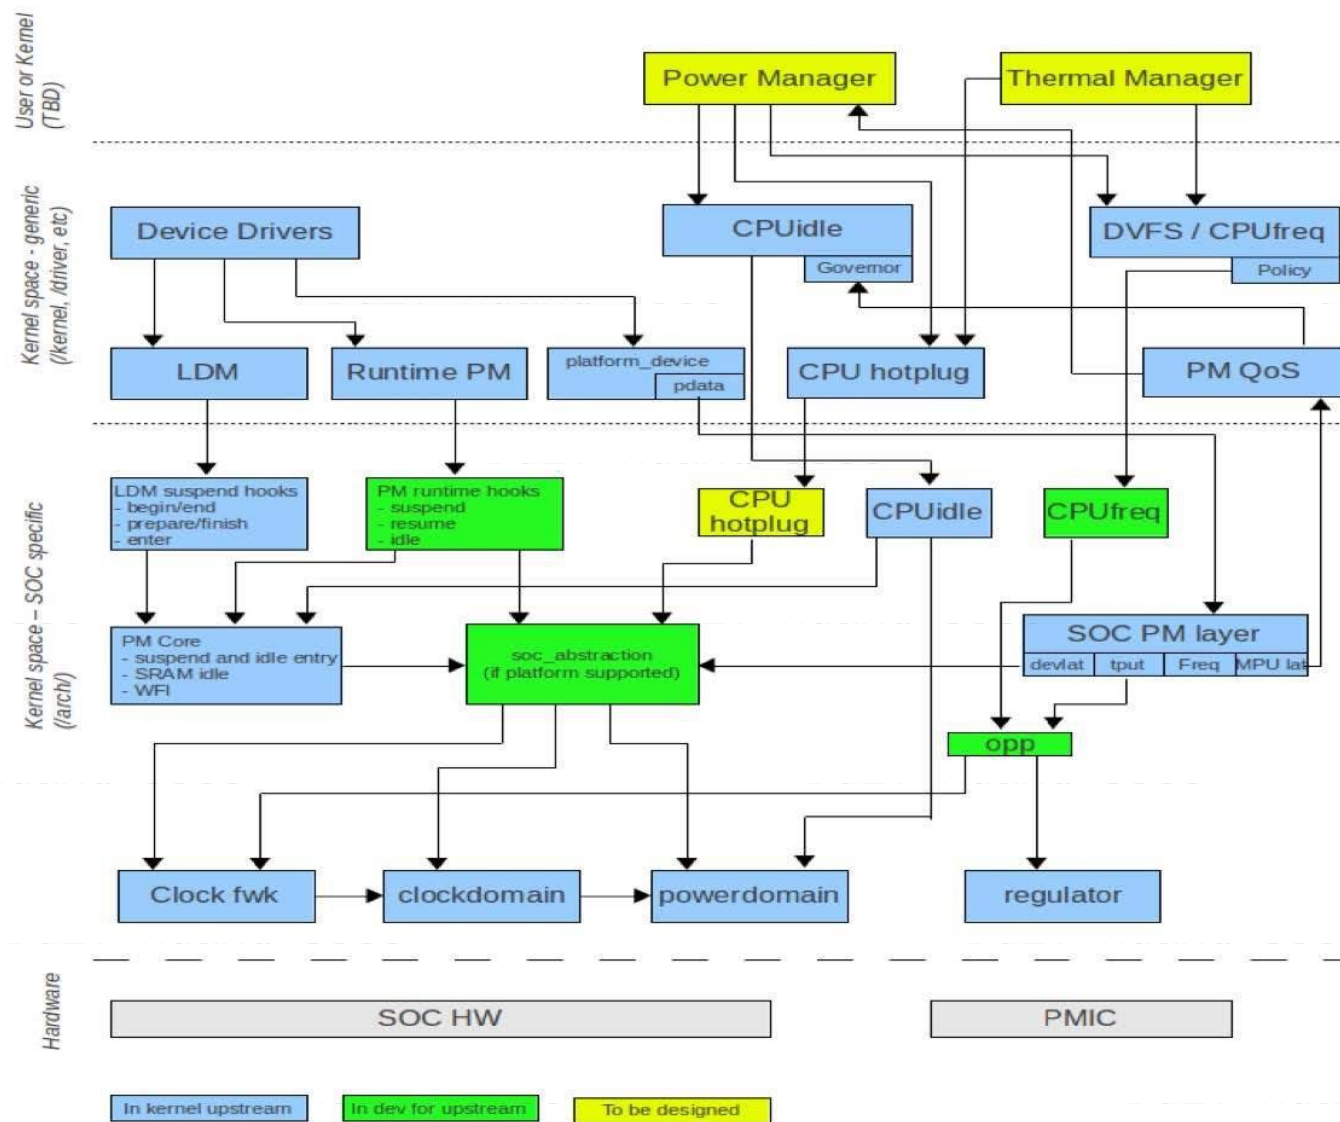 User or Kernel
(TBD)
Power Manager
Thermal Manager
Kernel space - generic
(/kernel, /driver, etc)
Device Drivers
CPUidle
Governor
DVFS / CPUfreq
Policy
LDM
Runtime PM
platform_device
pdata
CPU hotplug
PM QoS
Kernel space – SOC specific
(/arch/)
LDM suspend hooks
- begin/end
- prepare/finish
- enter
PM runtime hooks
- suspend
- resume
- idle
CPU
hotplug
CPUidle
CPUfreq
PM Core
- suspend and idle entry
- SRAM idle
- WFI
soc_abstraction
(if platform supported)
SOC PM layer
devlat
tput
Freq
MPU lat
opp
Clock fwk
clockdomain
powerdomain
regulator
Hardware
SOC HW
PMIC
In kernel upstream
In dev for upstream
To be designed